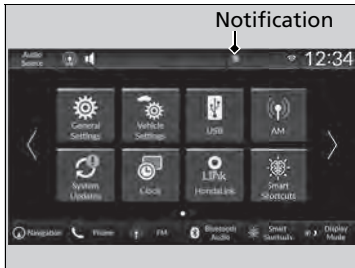 Notification
Audio
Source
12:34
General
Settings
Vehicle
Settings
USB
AM
System
Updates
Clock
LINK
HondaLink
Smart
Shortcuts
Navigation
Phone
FM
Bluetooth
Audio
Smart
Shortcuts
Display
Mode